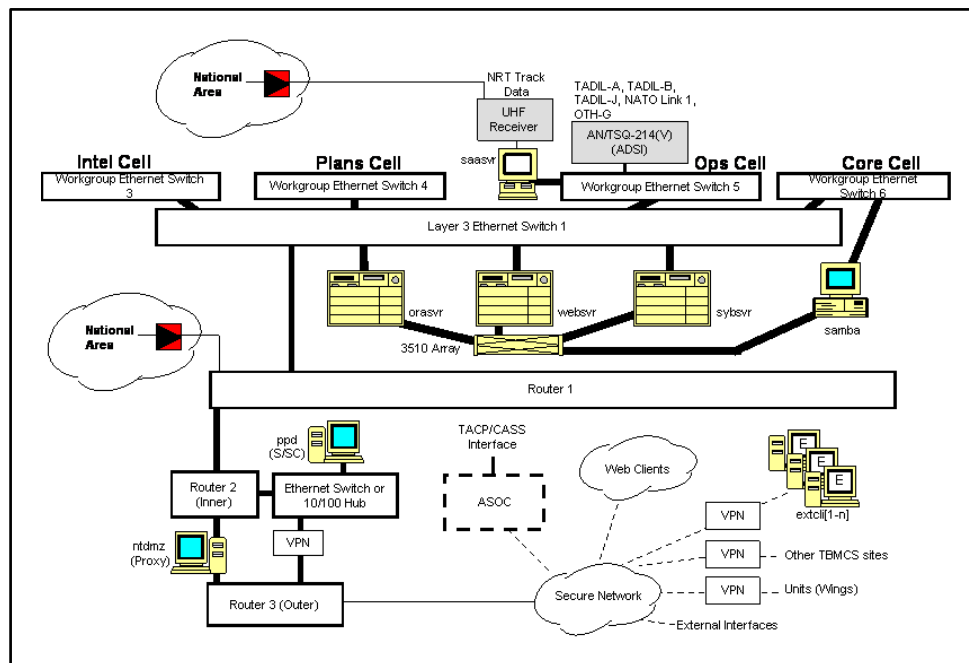 National
Area
NRT Track
Data
UHF
Receiver
TADIL-A, TADIL-B,
TADIL-J, NATO Link 1,
OTH-G
AN/TSQ-214(V)
(ADSI)
saasvr
Intel Cell
Plans Cell
Ops Cell
Core Cell
Workgroup Ethernet Switch
3
Workgroup Ethernet Switch 4
Workgroup Ethernet Switch 5
Workgroup Ethernet
Switch 6
Layer 3 Ethernet Switch 1
orasvr
websvr
sybsvr
samba
3510 Array
National
Area
Router 1
ppd
(S/SC)
TACP/CASS
Interface
Web Clients
E
E
E
Router 2
(Inner)
Ethernet Switch or
10/100 Hub
ASOC
extcli[1-n]
VPN
ntdmz
(Proxy)
VPN
VPN
Other TBMCS sites
Router 3 (Outer)
Secure Network
VPN
Units (Wings)
External Interfaces